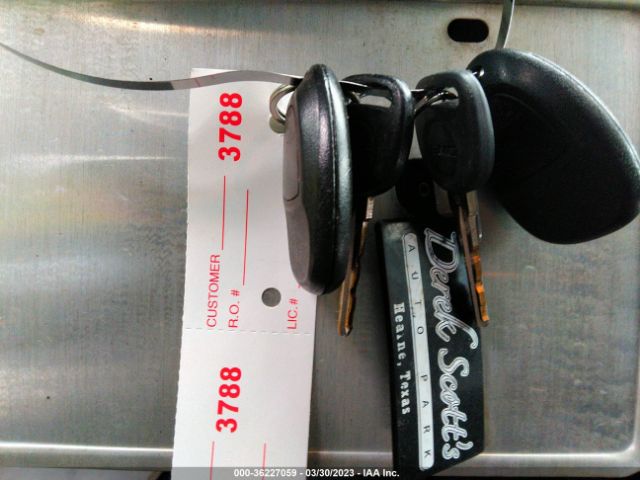 3788
CUSTOMER
R.O. #
LIC. #
3788
Derek Scott's
AUTO PARK
Hearne, Texas
000-36227059 - 03/30/2023 - IAA Inc.